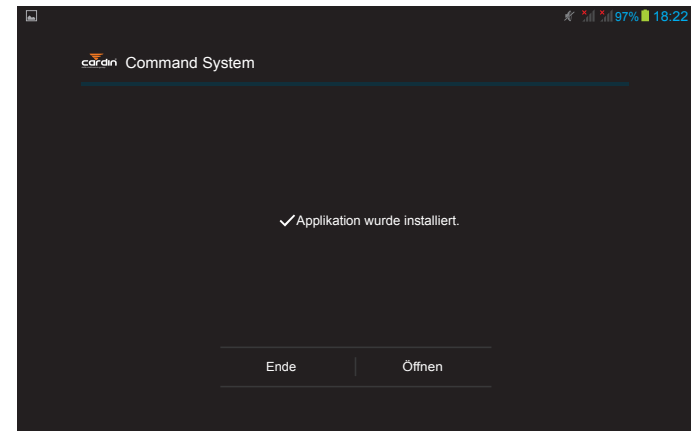 97% 18:22
cardin Command System
Applikation wurde installiert.
Ende Öffnen